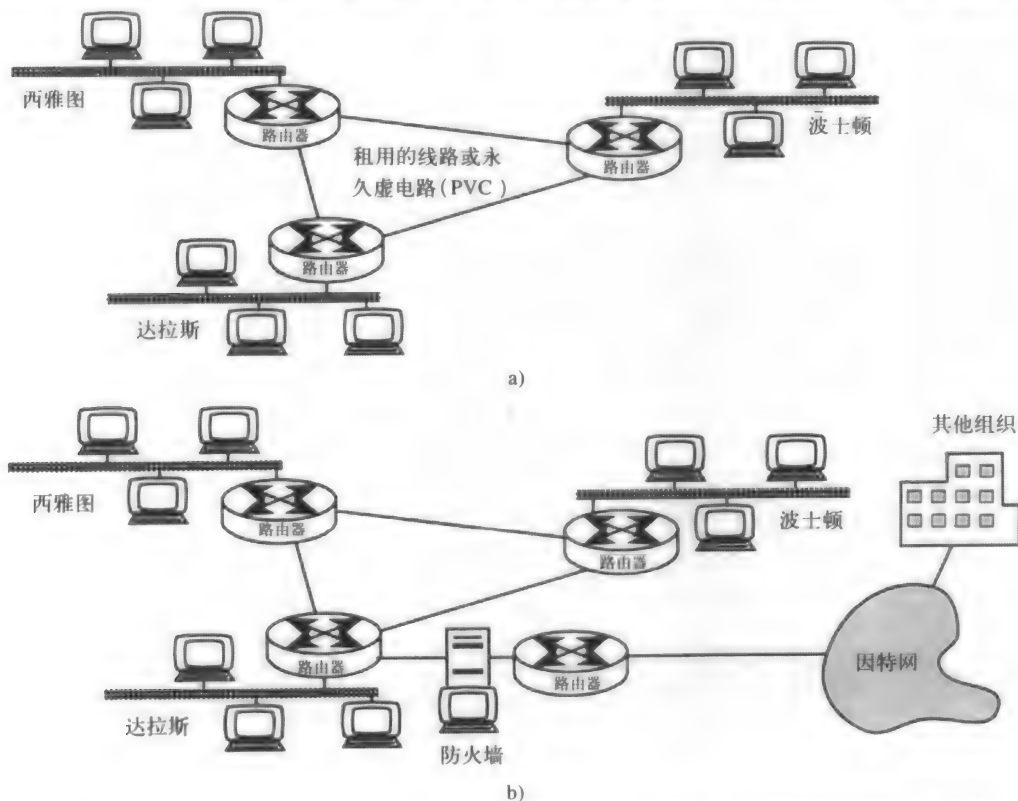 西雅图
路由器
波士顿
路由器
租用的线路或永
久虚电路(PVC)
路由器
达拉斯
a)
其他组织
西雅图
路由器
波士顿
路由器
因特网
路由器
路由器
达拉斯
防火墙
b)